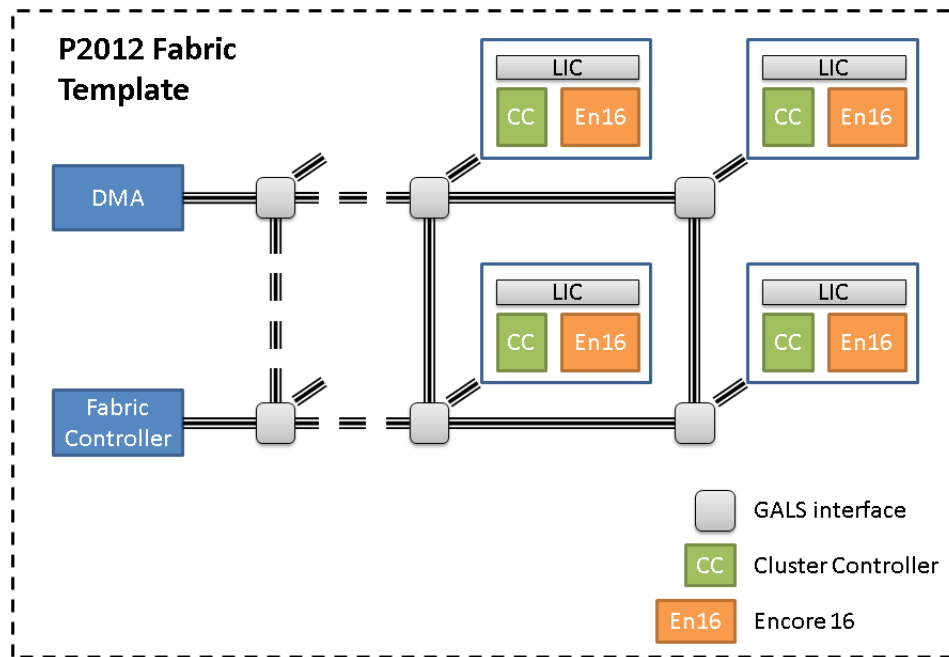 P2012 Fabric
Template
LIC
CC
En16
LIC
CC
En16
DMA
LIC
CC
En16
LIC
CC
En16
Fabric
Controller
GALS interface
CC
Cluster Controller
En16
Encore 16